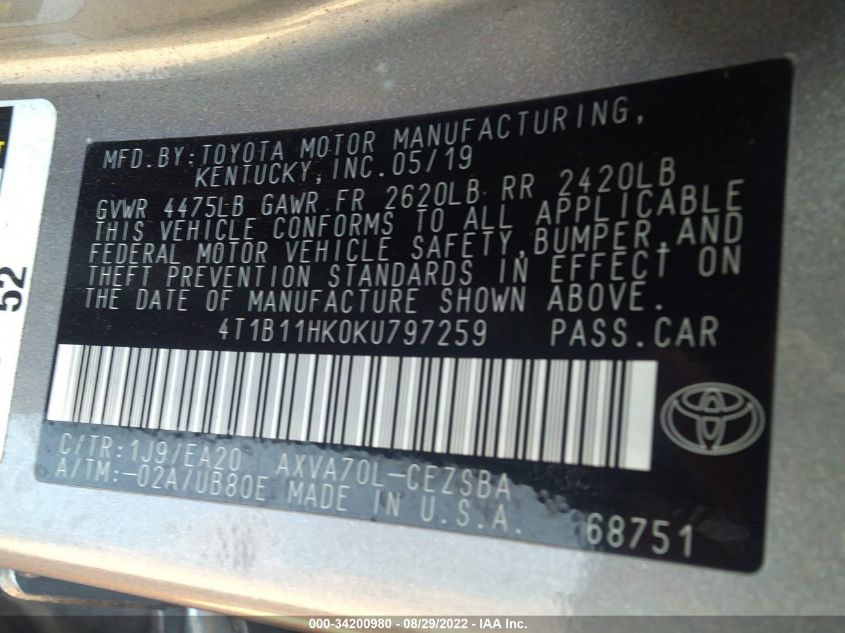 52
MFD.BY:TOYOTA MOTOR MANUFACTURING,
KENTUCKY,INC.05/19
GVWR 4475LB GAWR FR 2620LB RR 2420LB
THIS VEHICLE CONFORMS TO ALL APPLICABLE
FEDERAL MOTOR VEHICLE SAFETY,BUMPER,AND
THEFT PREVENTION STANDARDS IN EFFECT ON
THE DATE OF MANUFACTURE SHOWN ABOVE.
4T1B11HK0KU797259 PASS.CAR
C/TR:1J9/EA20 AXVA70L-CEZSBA
A/TM:-02A/UB80E MADE IN U.S.A.
68751
000-34200980 - 08/29/2022 - IAA Inc.